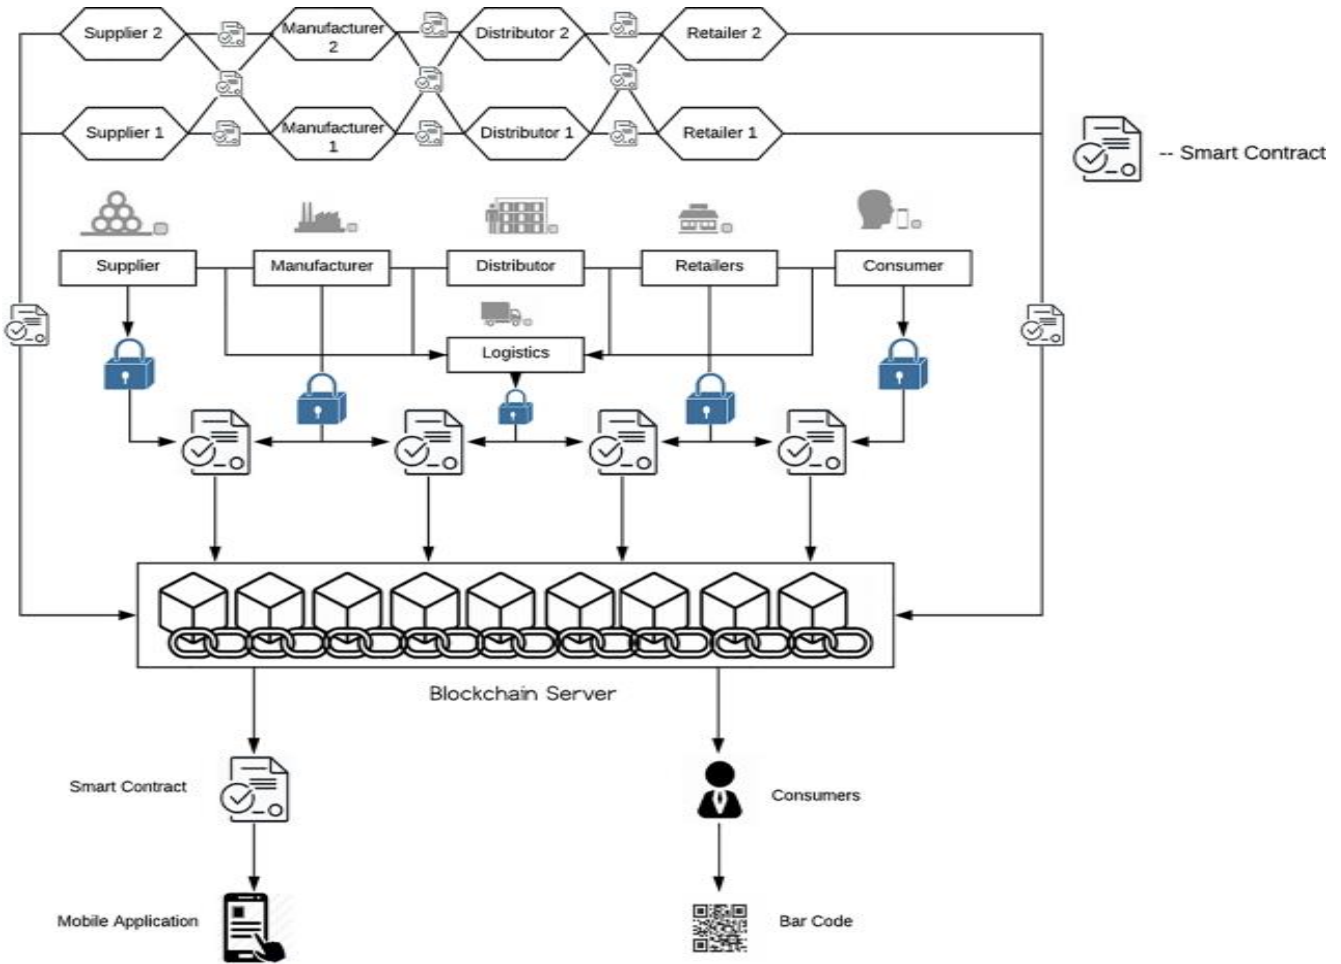 Supplier 2
Manufacturer
2
Distributor 2
Retailer 2
Supplier 1
Manufacturer
1
Distributor 1
Retailer 1
-- Smart Contract
Supplier
Manufacturer
Distributor
Retailers
Consumer
Logistics
Blockchain Server
Smart Contract
Consumers
Mobile Application
Bar Code